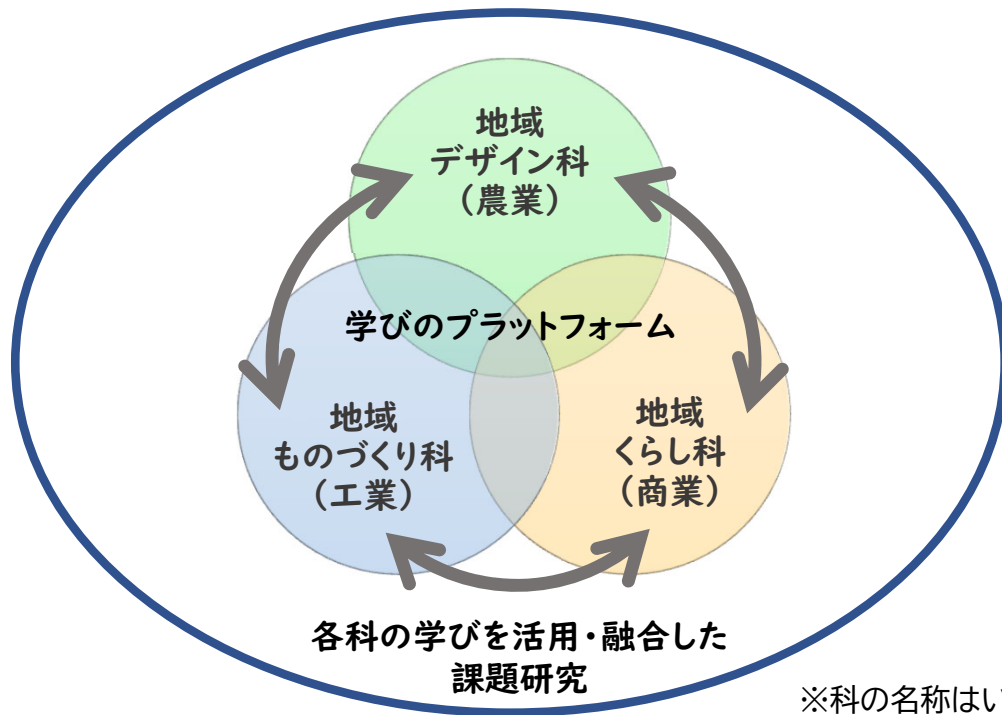 地域
デザイン科
（農業）
学びのプラットフォーム
地域
ものづくり科
（工業）
地域
くらし科
（商業）
各科の学びを活用・融合した
課題研究
※科の名称はい